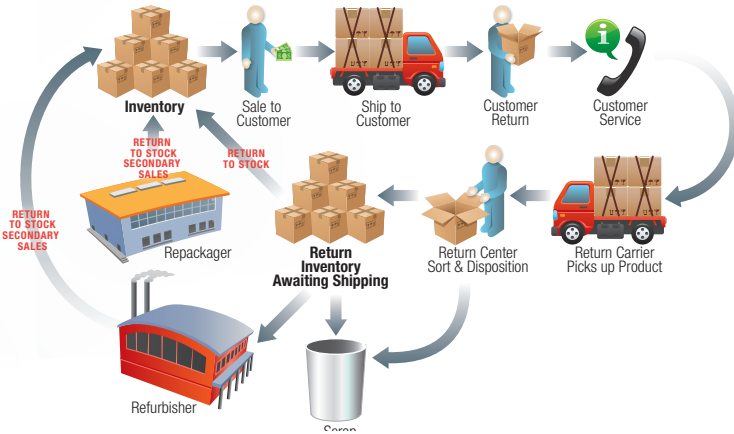 Inventory
Sale to
Customer
Ship to
Customer
Customer
Return
Customer
Service
RETURN
TO STOCK
SECONDARY
SALES
RETURN
TO STOCK
RETURN
TO STOCK
SECONDARY
SALES
Repackager
Return
Inventory
Awaiting Shipping
Return Center
Sort & Disposition
Return Carrier
Picks up Product
Refurbisher
Scrap